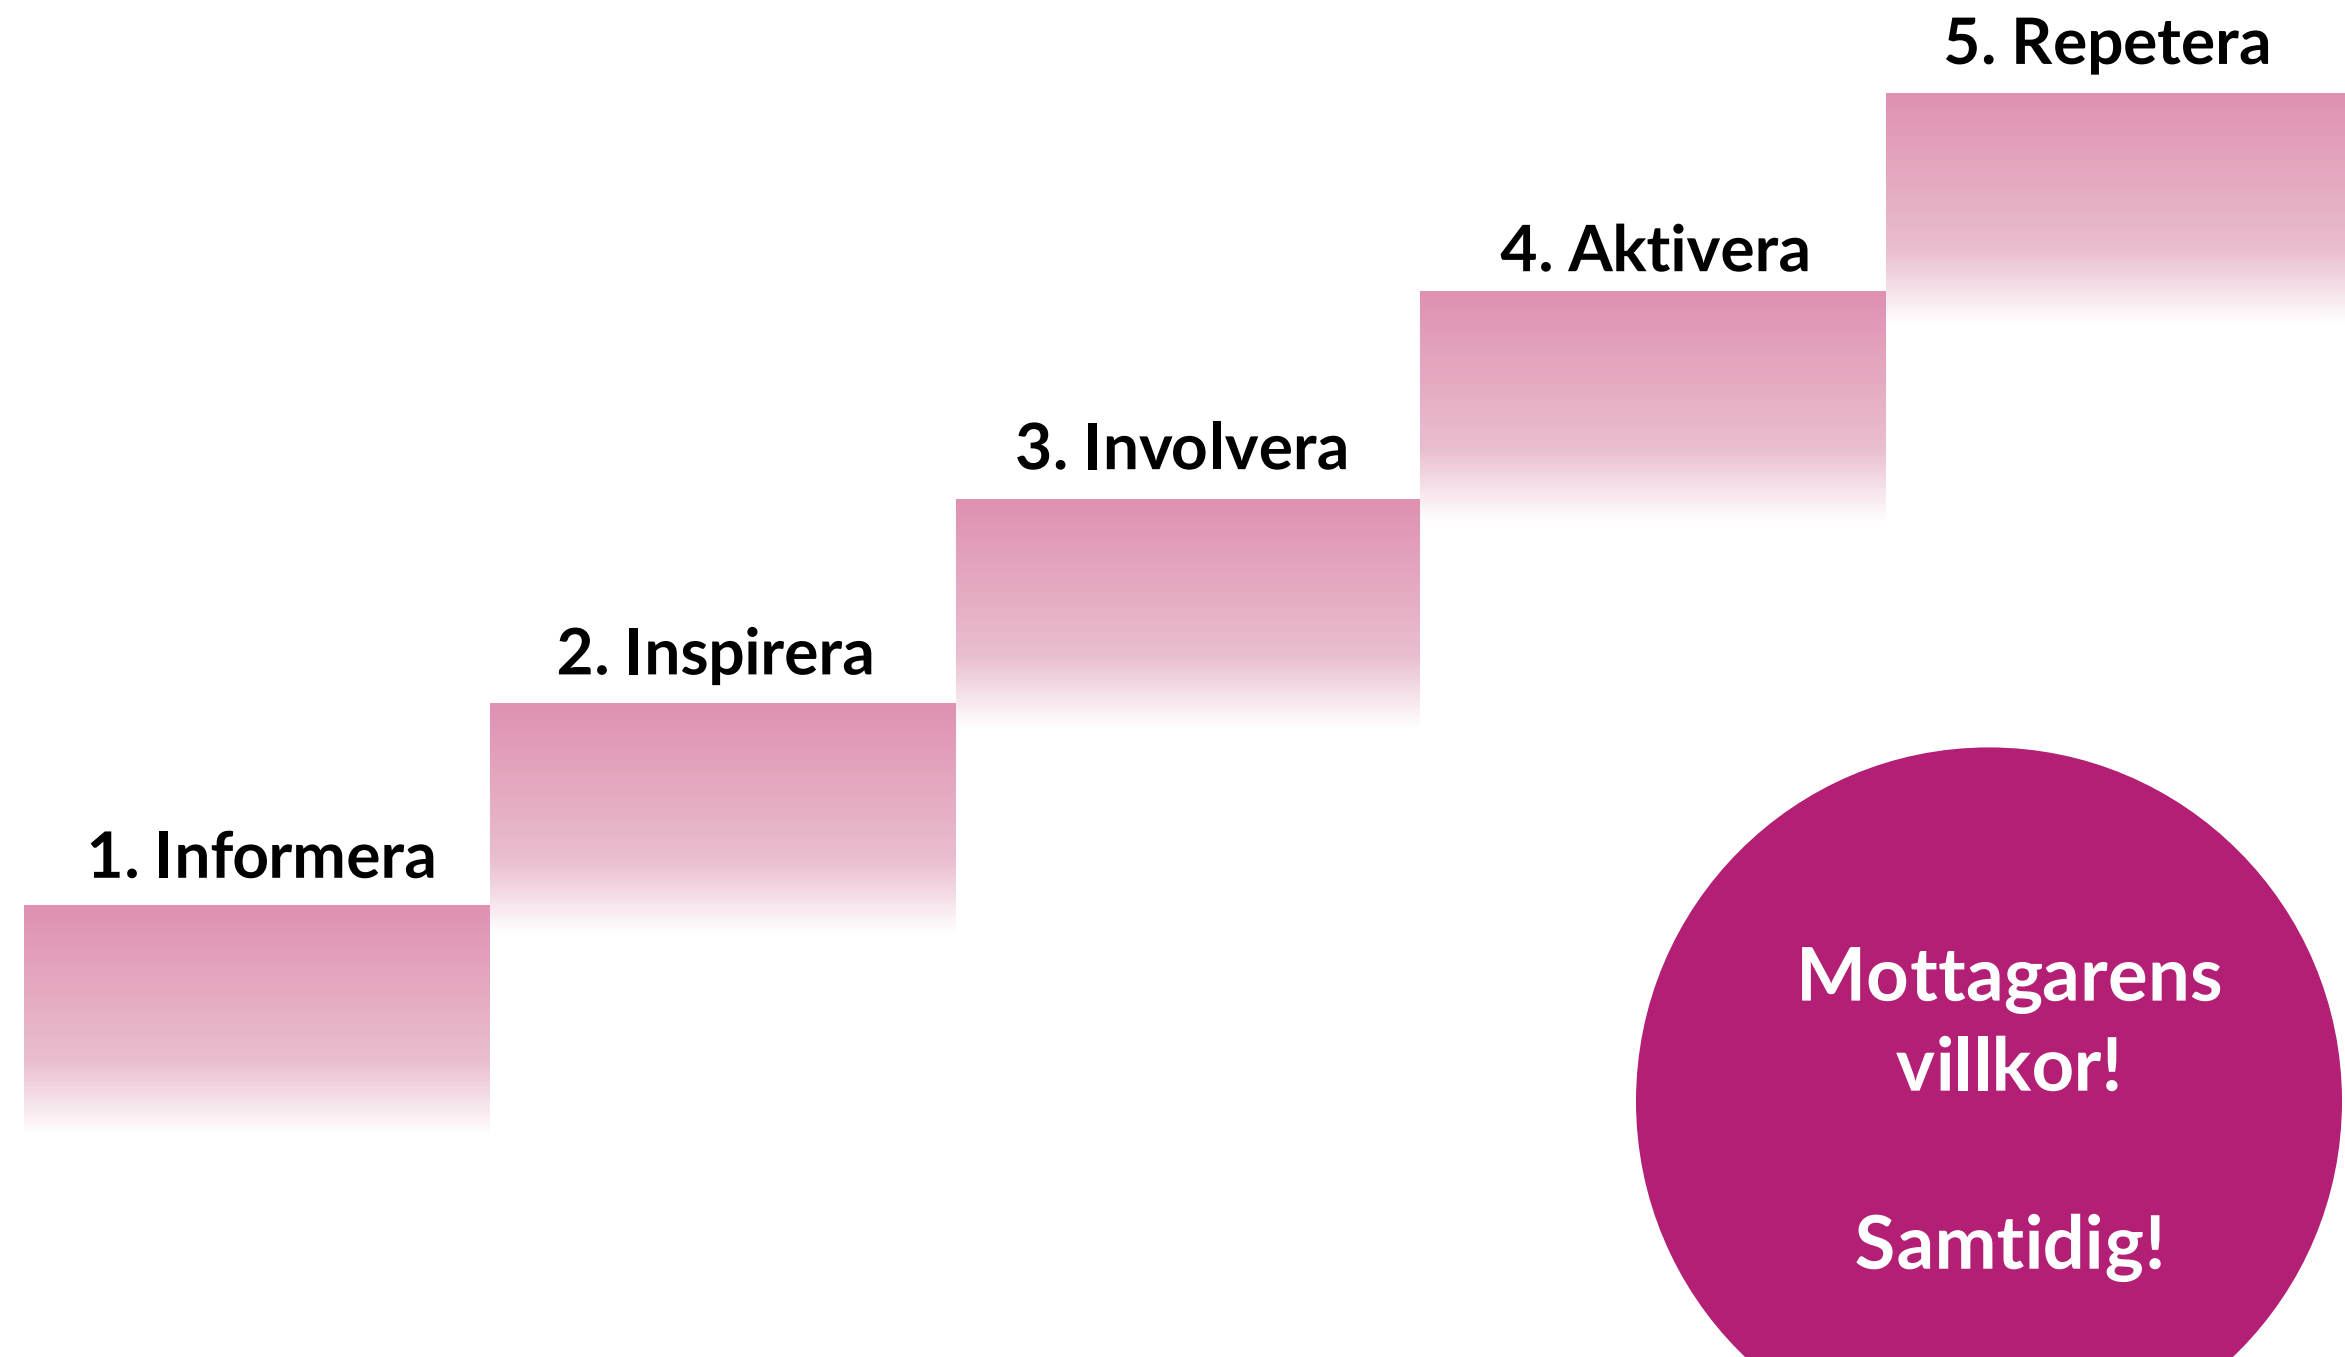 5. Repetera
4. Aktivera
3. Involvera
2. Inspirera
1. Informera
Mottagarens
villkor!
Samtidig!